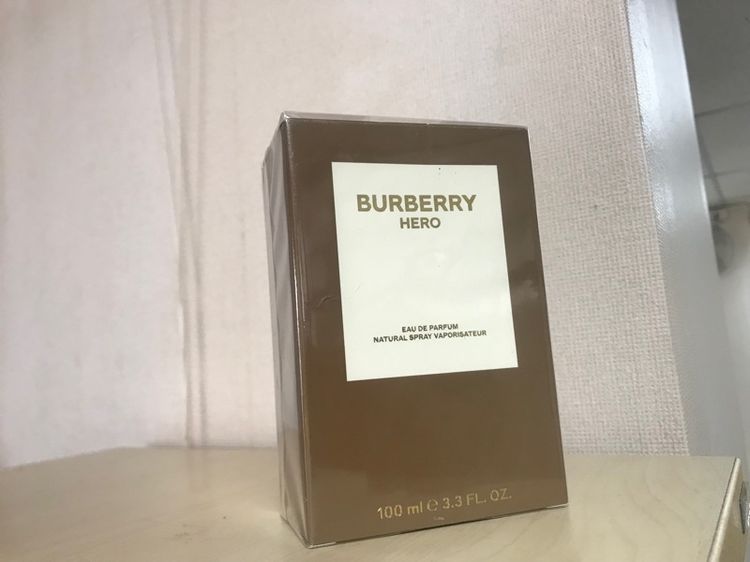 BURBERRY
HERO
EAU DE PARFUM
NATURAL SPRAY VAPORISATEUR
100 ml ℮ 3.3 FL. OZ.